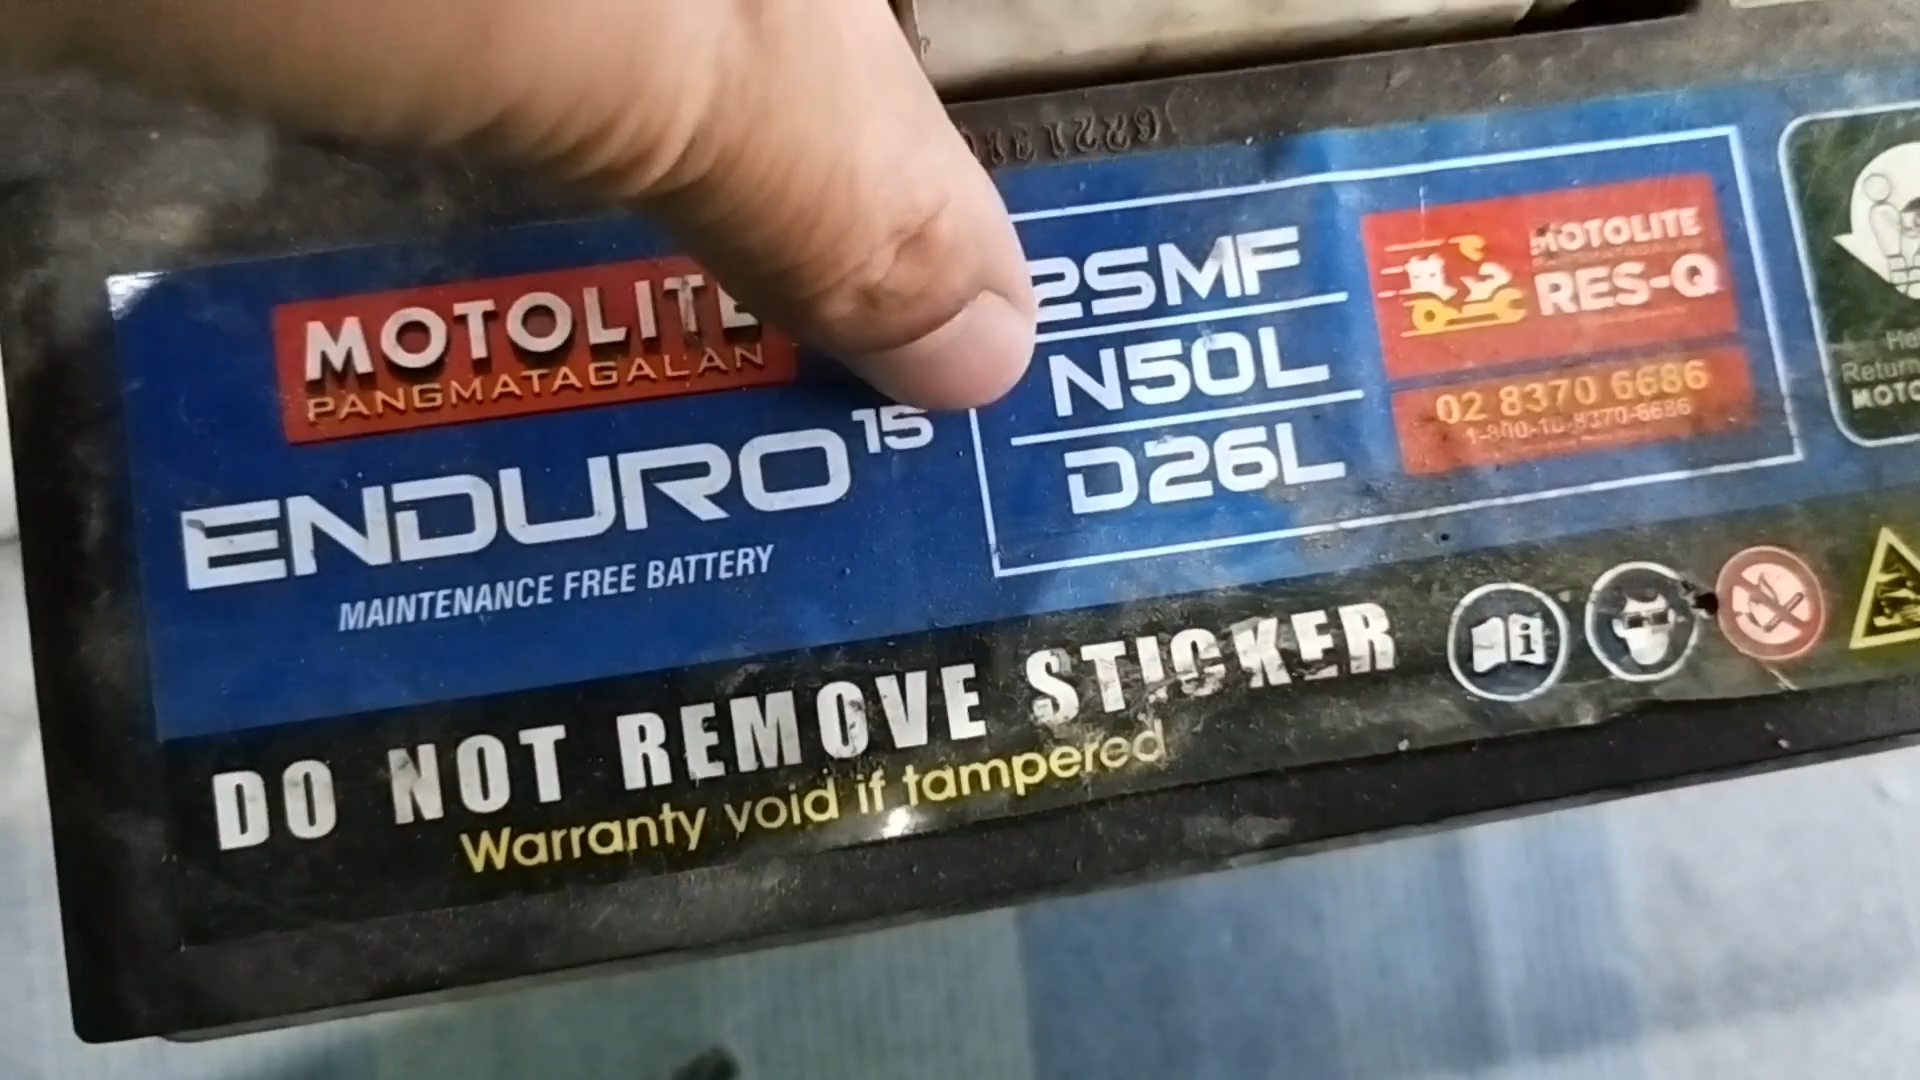 MOTOLITE
PANGMATAGALAN
ENDURO15
MAINTENANCE FREE BATTERY
2SMF
N50L
D26L
MOTOLITE
RES-Q
02 8370 6686
1-800-10-8370-6686
Return
DO NOT REMOVE STICKER
Warranty void if tampered